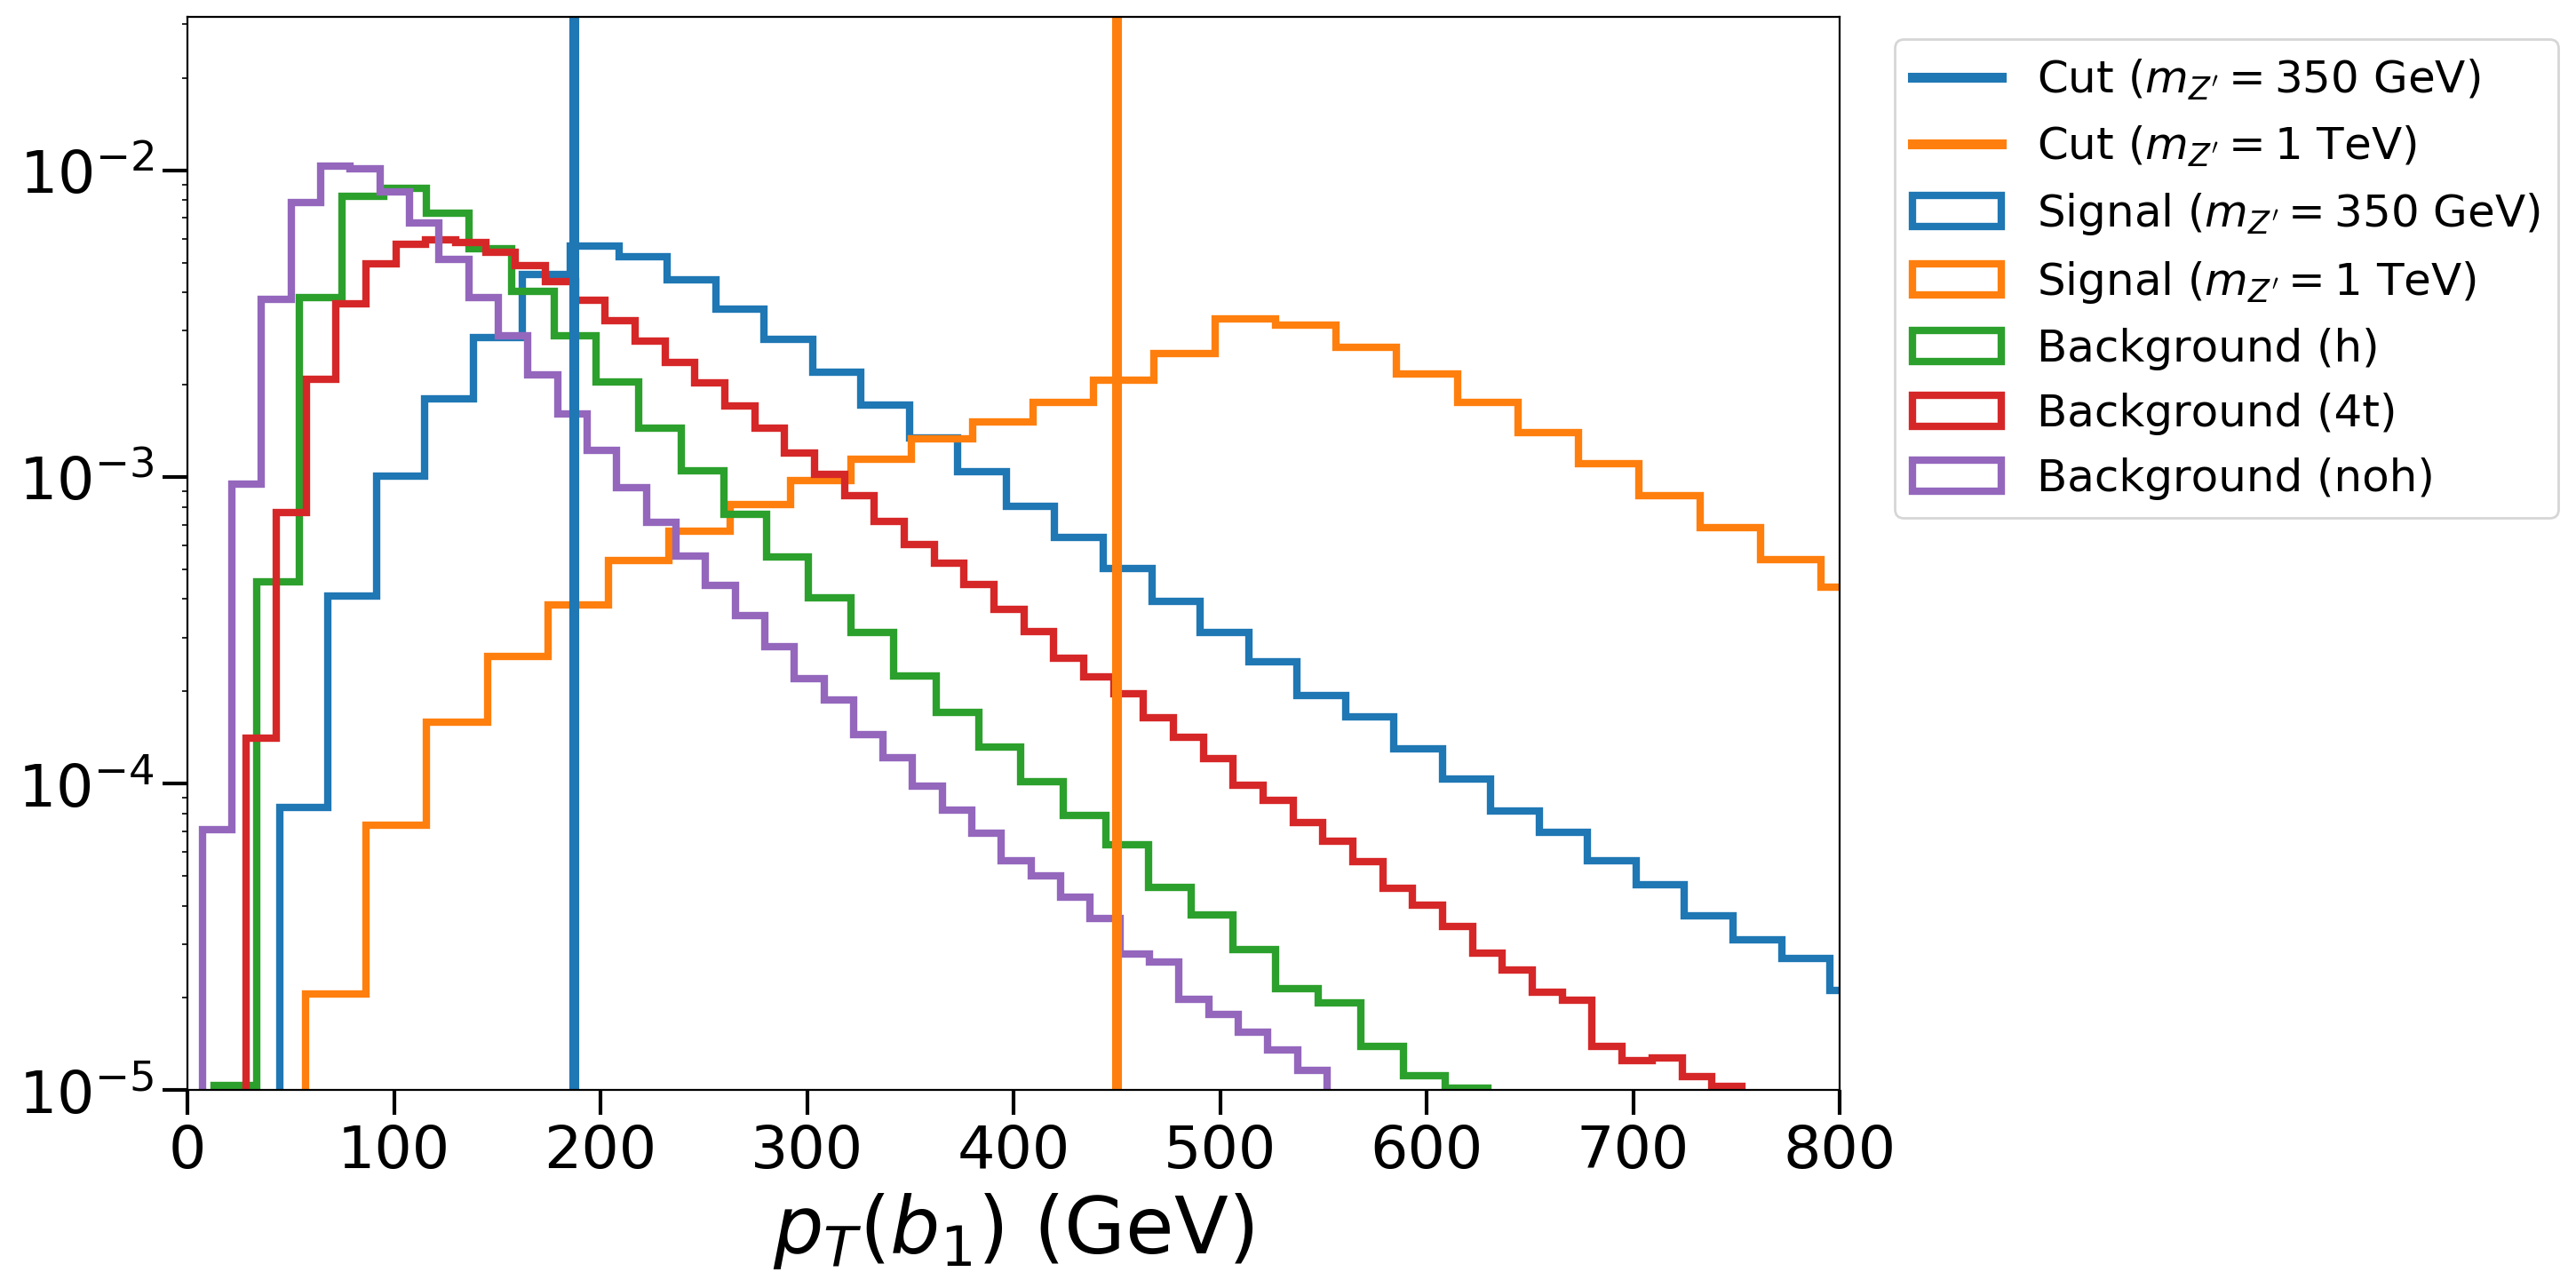 10⁻²
10⁻³
10⁻⁴
10⁻⁵
0 100 200 300 400 500 600 700 800
p_T(b_1) (GeV)
Cut (m_{Z'} = 350 GeV)
Cut (m_{Z'} = 1 TeV)
Signal (m_{Z'} = 350 GeV)
Signal (m_{Z'} = 1 TeV)
Background (h)
Background (4t)
Background (noh)